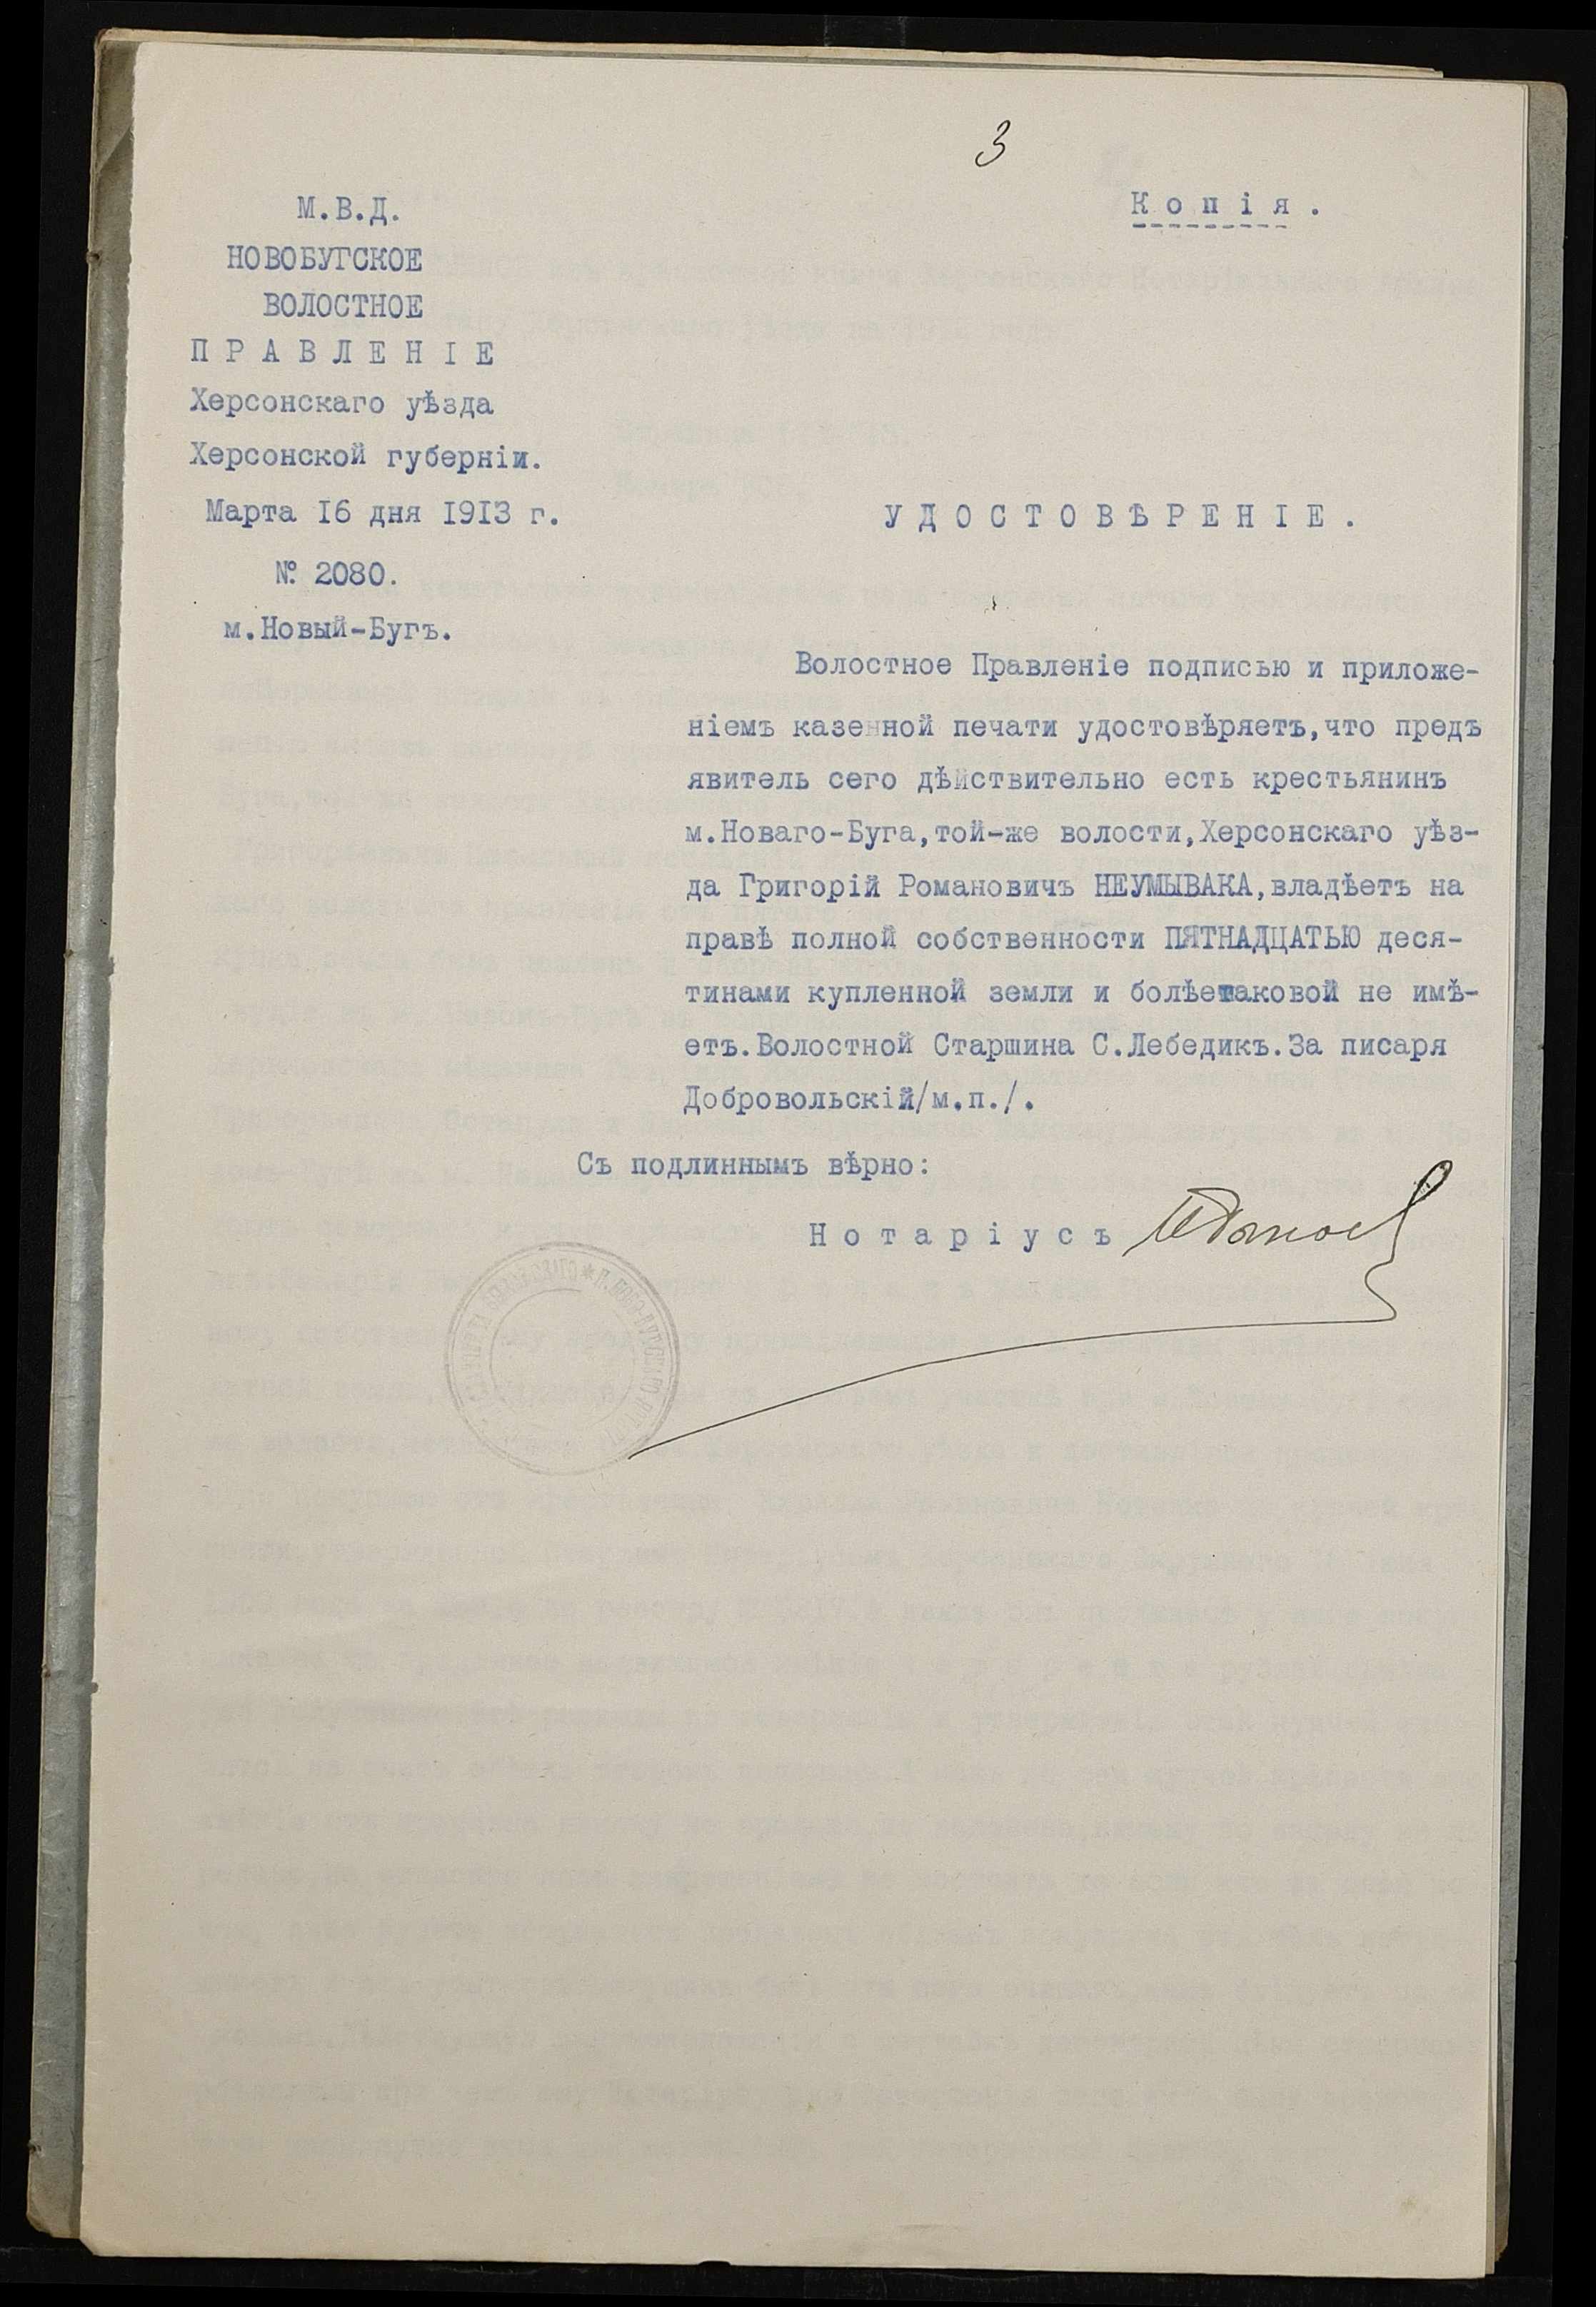 3
Копія.
М.В.Д.
НОВОБУГСКОЕ
ВОЛОСТНОЕ
ПРАВЛЕНІЕ
Херсонскаго уѣзда
Херсонской губерніи.
Марта 16 дня 1913 г.
№ 2080.
м.Новый-Бугъ.
УДОСТОВѢРЕНІЕ.
Волостное Правленіе подписью и приложе-
ніемъ казенной печати удостовѣряетъ,что предъ
явитель сего дѣйствительно есть крестьянинъ
м.Новаго-Буга,той-же волости,Херсонскаго уѣз-
да Григорій Романовичъ НЕУМЫВАКА,владѣетъ на
правѣ полной собственности ПЯТНАДЦАТЬЮ деся-
тинами купленной земли и болѣетаковой не имѣ-
етъ.Волостной Старшина С.Лебедикъ.За писаря
Добровольскій/м.п./.
Съ подлиннымъ вѣрно:
Нотаріусъ